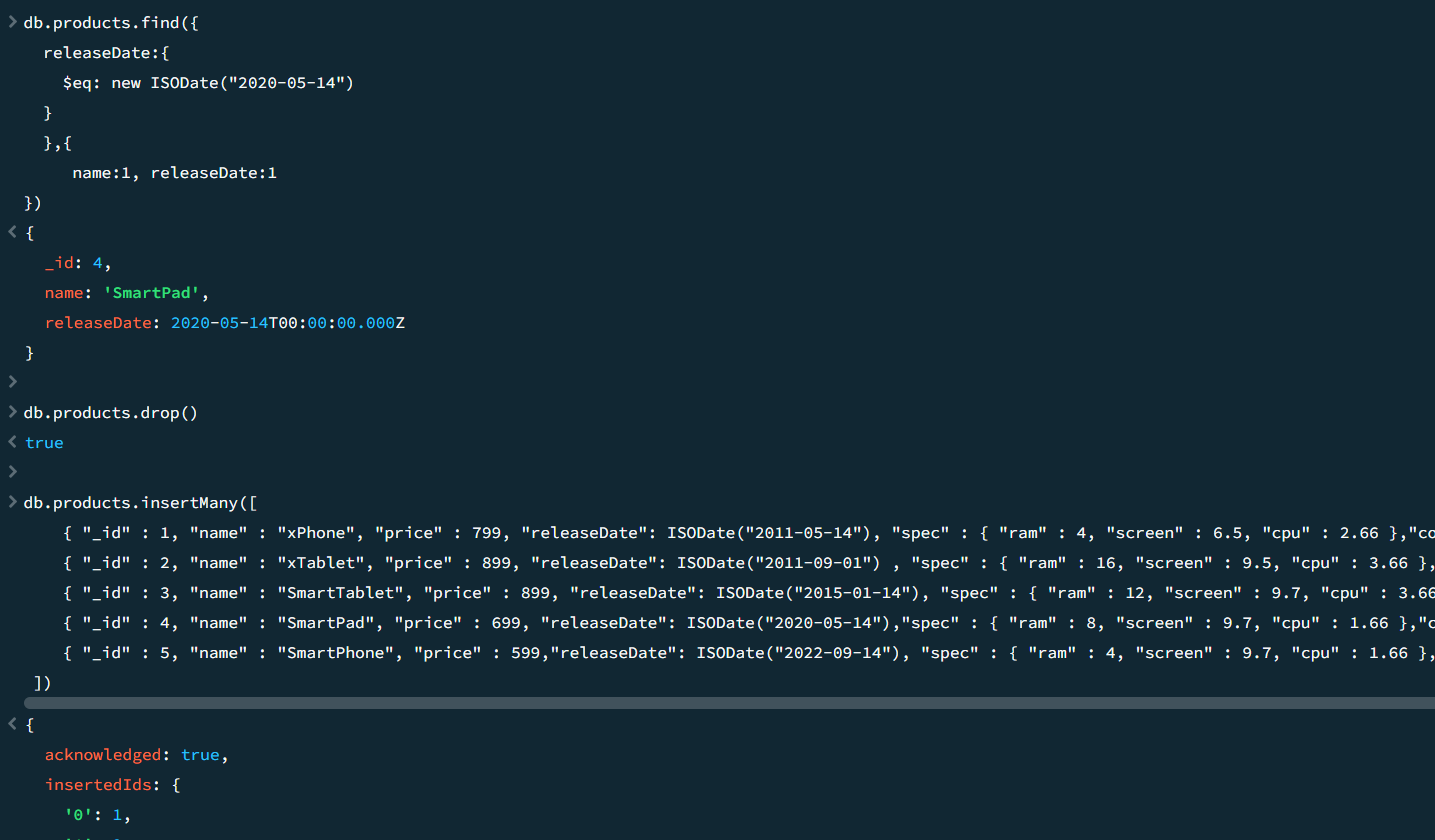 > db.products.find({
releaseDate:{
$eq: new ISODate("2020-05-14")
}
},{
name:1, releaseDate:1
})
< {
_id: 4,
name: 'SmartPad',
releaseDate: 2020-05-14T00:00:00.000Z
}
>
> db.products.drop()
< true
>
> db.products.insertMany([
{ "_id" : 1, "name" : "xPhone", "price" : 799, "releaseDate": ISODate("2011-05-14"), "spec" : { "ram" : 4, "screen" : 6.5, "cpu" : 2.66 },"co
{ "_id" : 2, "name" : "xTablet", "price" : 899, "releaseDate": ISODate("2011-09-01") , "spec" : { "ram" : 16, "screen" : 9.5, "cpu" : 3.66 },
{ "_id" : 3, "name" : "SmartTablet", "price" : 899, "releaseDate": ISODate("2015-01-14"), "spec" : { "ram" : 12, "screen" : 9.7, "cpu" : 3.66
{ "_id" : 4, "name" : "SmartPad", "price" : 699, "releaseDate": ISODate("2020-05-14"),"spec" : { "ram" : 8, "screen" : 9.7, "cpu" : 1.66 },"c
{ "_id" : 5, "name" : "SmartPhone", "price" : 599,"releaseDate": ISODate("2022-09-14"), "spec" : { "ram" : 4, "screen" : 9.7, "cpu" : 1.66 },
])
< {
acknowledged: true,
insertedIds: {
'0': 1,